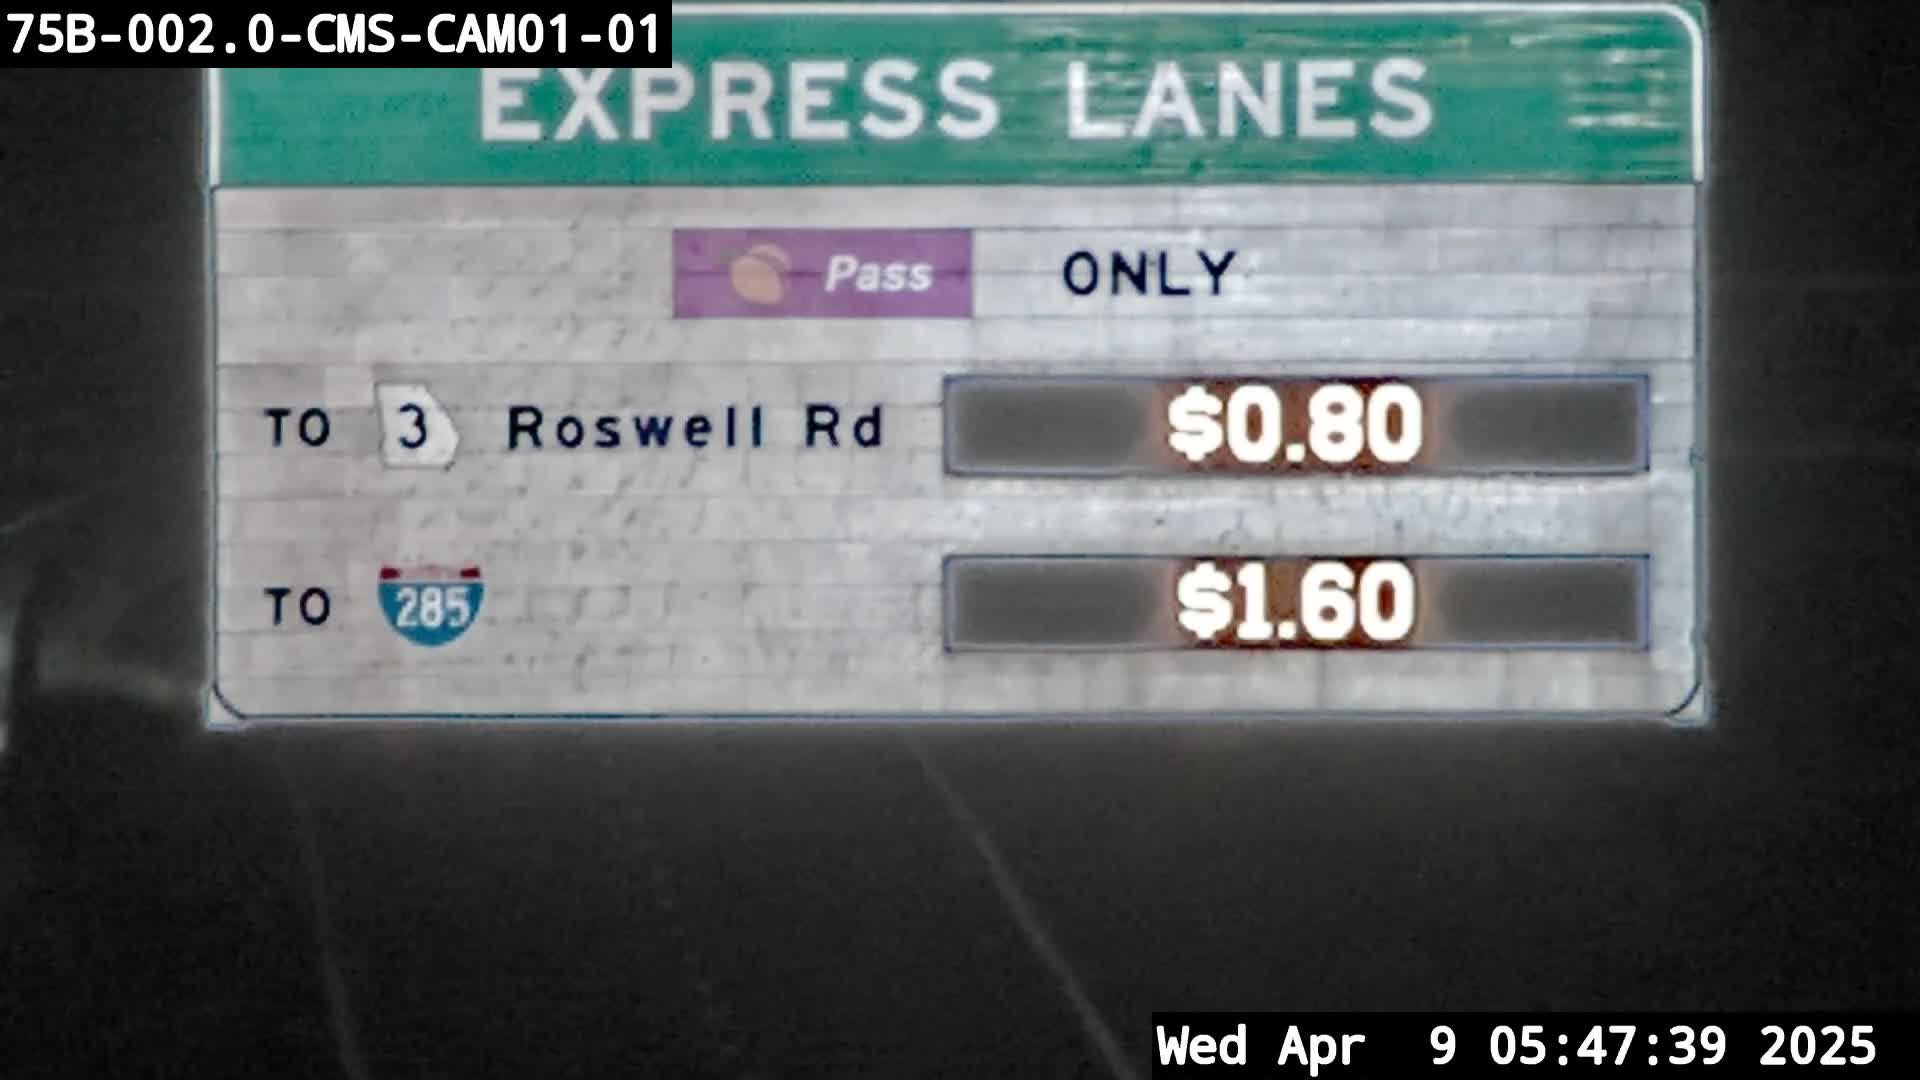 75B-002.0-CMS-CAM01-01
EXPRESS LANES
Pass ONLY
TO 3 Roswell Rd $0.80
TO 285 $1.60
Wed Apr 9 05:47:39 2025